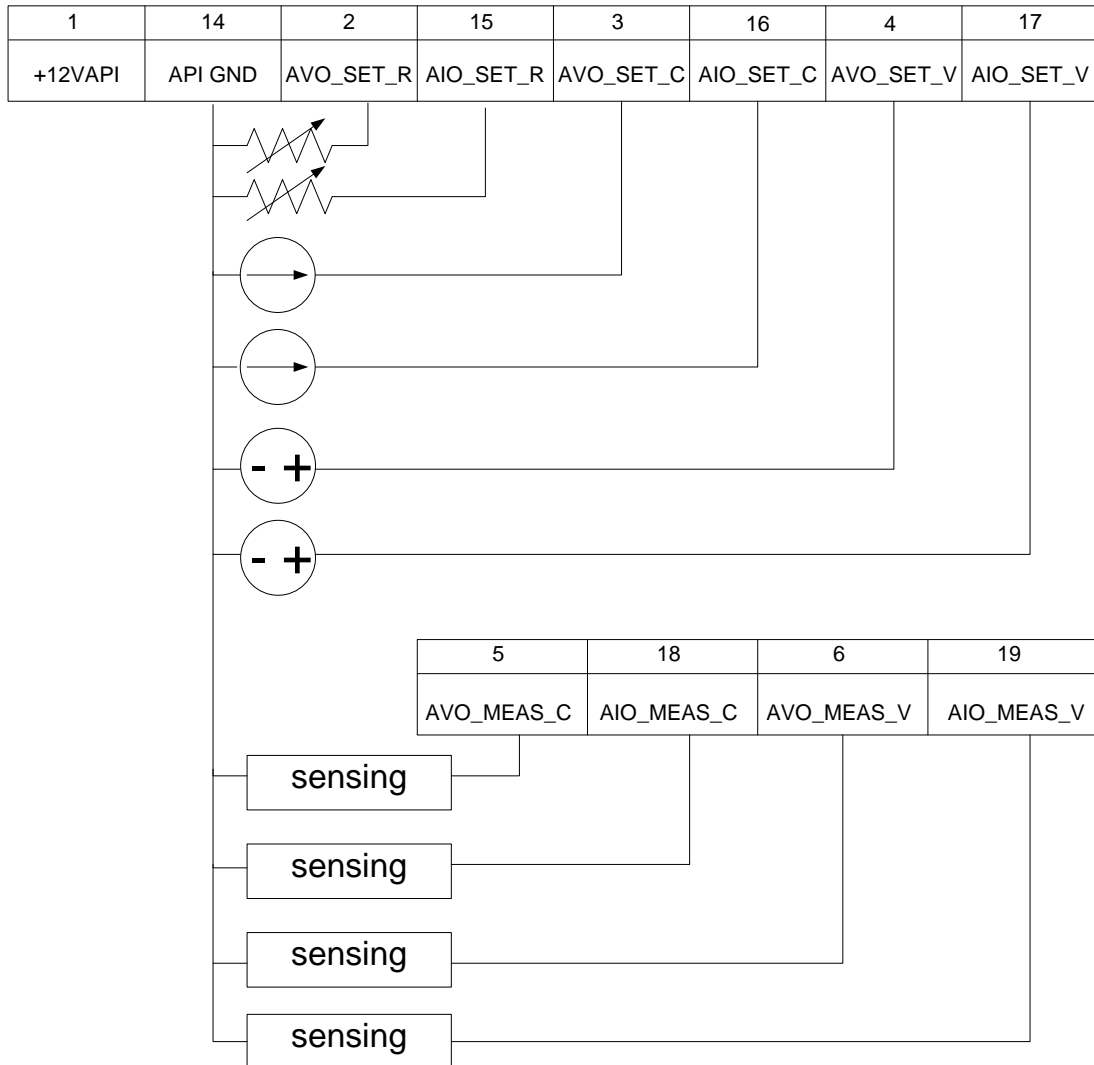 1 14 2 15 3 16 4 17
+12VAPI API GND AVO_SET_R AIO_SET_R AVO_SET_C AIO_SET_C AVO_SET_V AIO_SET_V
- +
- +
5 18 6 19
AVO_MEAS_C AIO_MEAS_C AVO_MEAS_V AIO_MEAS_V
sensing
sensing
sensing
sensing